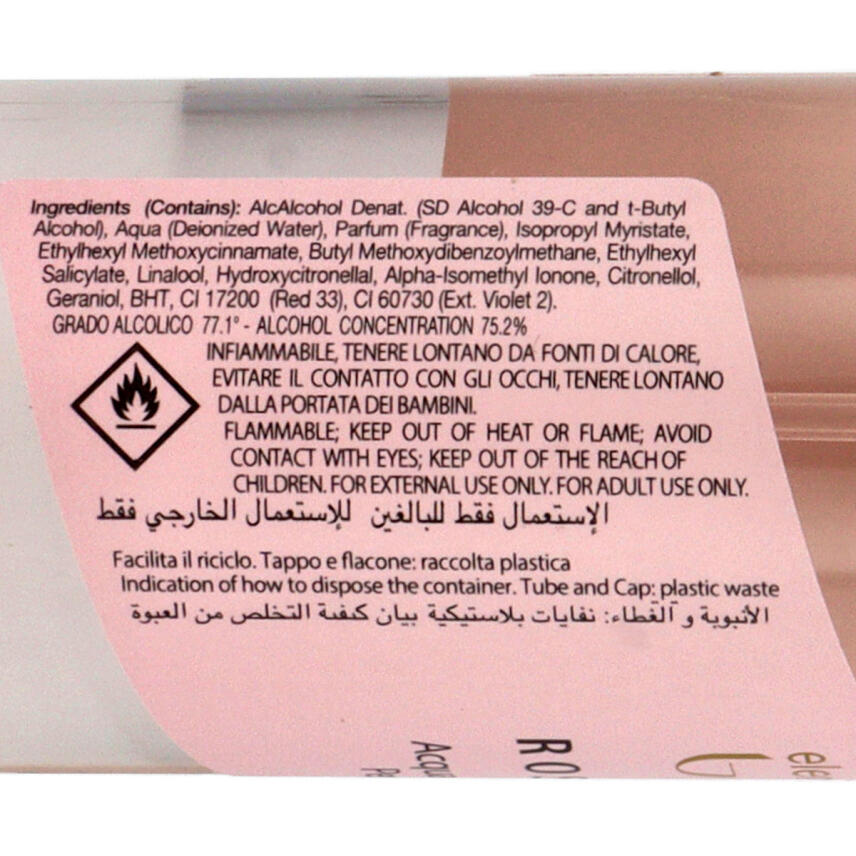 Ingredients (Contains): AlcAlcohol Denat. (SD Alcohol 39-C and t-Butyl
Alcohol), Aqua (Deionized Water), Parfum (Fragrance), Isopropyl Myristate,
Ethylhexyl Methoxycinnamate, Butyl Methoxydibenzoylmethane, Ethylhexyl
Salicylate, Linalool, Hydroxycitronellal, Alpha-Isomethyl Ionone, Citronellol,
Geraniol, BHT, CI 17200 (Red 33), CI 60730 (Ext. Violet 2).
GRADO ALCOLICO 77.1° - ALCOHOL CONCENTRATION 75.2%
INFIAMMABILE, TENERE LONTANO DA FONTI DI CALORE,
EVITARE IL CONTATTO CON GLI OCCHI, TENERE LONTANO
DALLA PORTATA DEI BAMBINI.
FLAMMABLE; KEEP OUT OF HEAT OR FLAME; AVOID
CONTACT WITH EYES; KEEP OUT OF THE REACH OF
CHILDREN. FOR EXTERNAL USE ONLY. FOR ADULT USE ONLY.
الإستعمال فقط للبالغين للإستعمال الخارجي فقط
Facilita il riciclo. Tappo e flacone: raccolta plastica
Indication of how to dispose the container. Tube and Cap: plastic waste
الأنبوبة و الغطاء: نفايات بلاستيكية بيان كيفية التخلص من العبوة